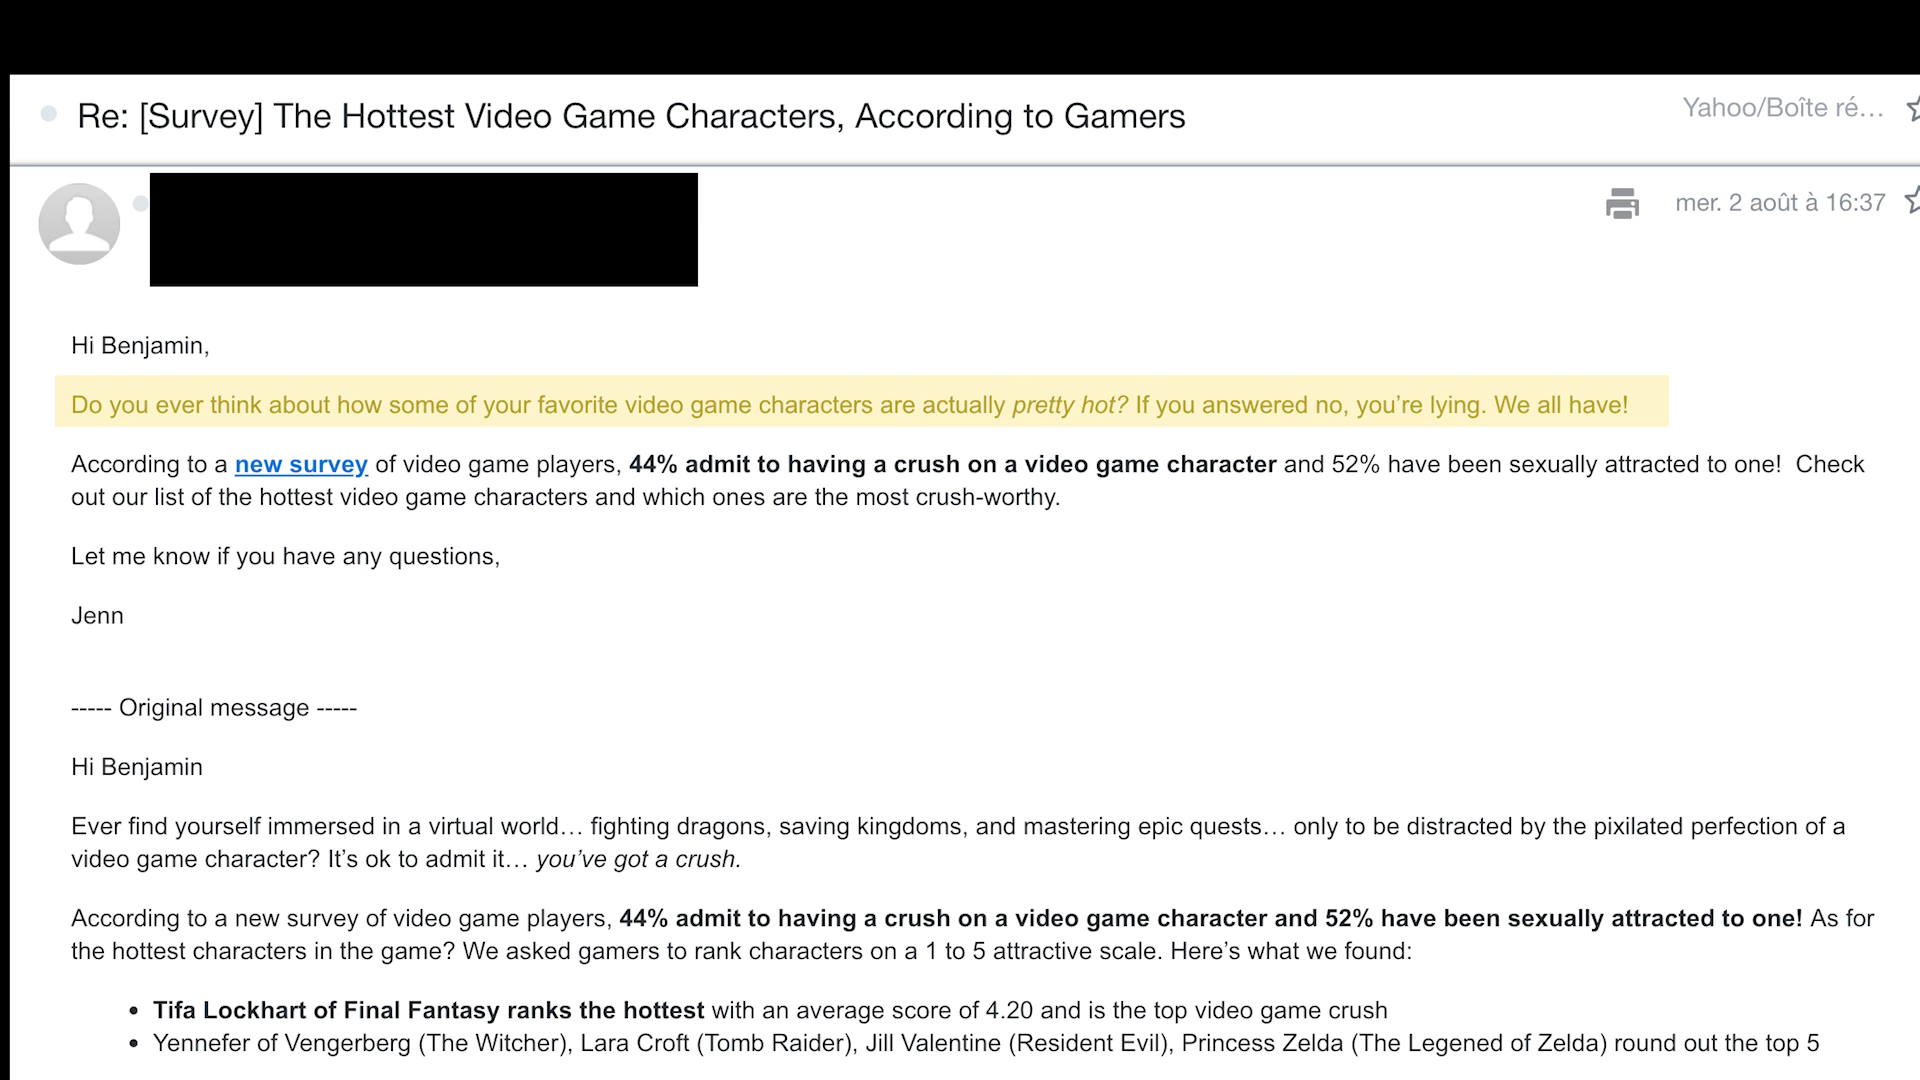 Re: [Survey] The Hottest Video Game Characters, According to Gamers
Yahoo/Boîte ré...
mer. 2 août à 16:37
Hi Benjamin,
Do you ever think about how some of your favorite video game characters are actually pretty hot? If you answered no, you’re lying. We all have!
According to a new survey of video game players, 44% admit to having a crush on a video game character and 52% have been sexually attracted to one!  Check
out our list of the hottest video game characters and which ones are the most crush-worthy.
Let me know if you have any questions,
Jenn
----- Original message -----
Hi Benjamin
Ever find yourself immersed in a virtual world… fighting dragons, saving kingdoms, and mastering epic quests… only to be distracted by the pixilated perfection of a
video game character? It’s ok to admit it… you’ve got a crush.
According to a new survey of video game players, 44% admit to having a crush on a video game character and 52% have been sexually attracted to one! As for
the hottest characters in the game? We asked gamers to rank characters on a 1 to 5 attractive scale. Here’s what we found:
• Tifa Lockhart of Final Fantasy ranks the hottest with an average score of 4.20 and is the top video game crush
• Yennefer of Vengerberg (The Witcher), Lara Croft (Tomb Raider), Jill Valentine (Resident Evil), Princess Zelda (The Legened of Zelda) round out the top 5